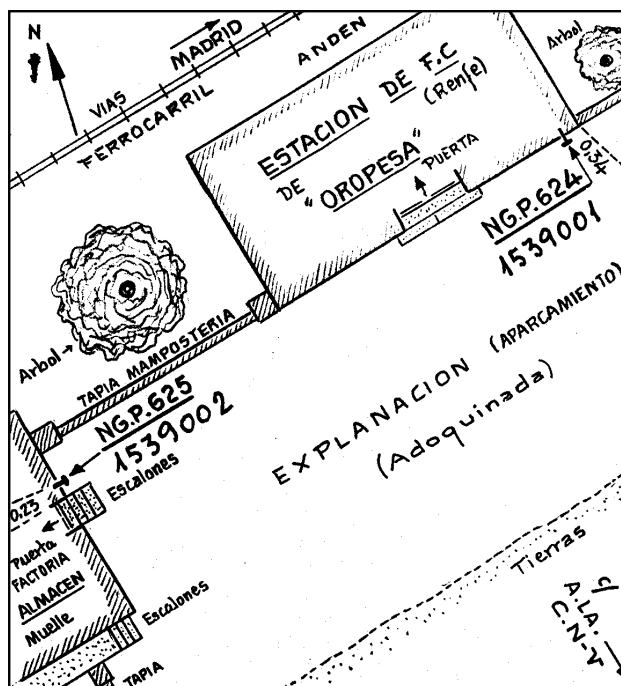 N
MADRID
VIAS
FERROCARRIL
ANDEN
Arbol
ESTACION DE F.C
(Renfe)
DE "OROPESA"
PUERTA
0,34
NG.P.624
1539001
Arbol
TAPIA MAMPOSTERIA
NG.P.625
1539002
EXPLANACION (APARCAMIENTO)
(Adoquinada)
Escalones
0,23
Puerta
FACTORIA
ALMACEN
Muelle
Escalones
TAPIA
Tierras
c/
A.LA:
C.N-V